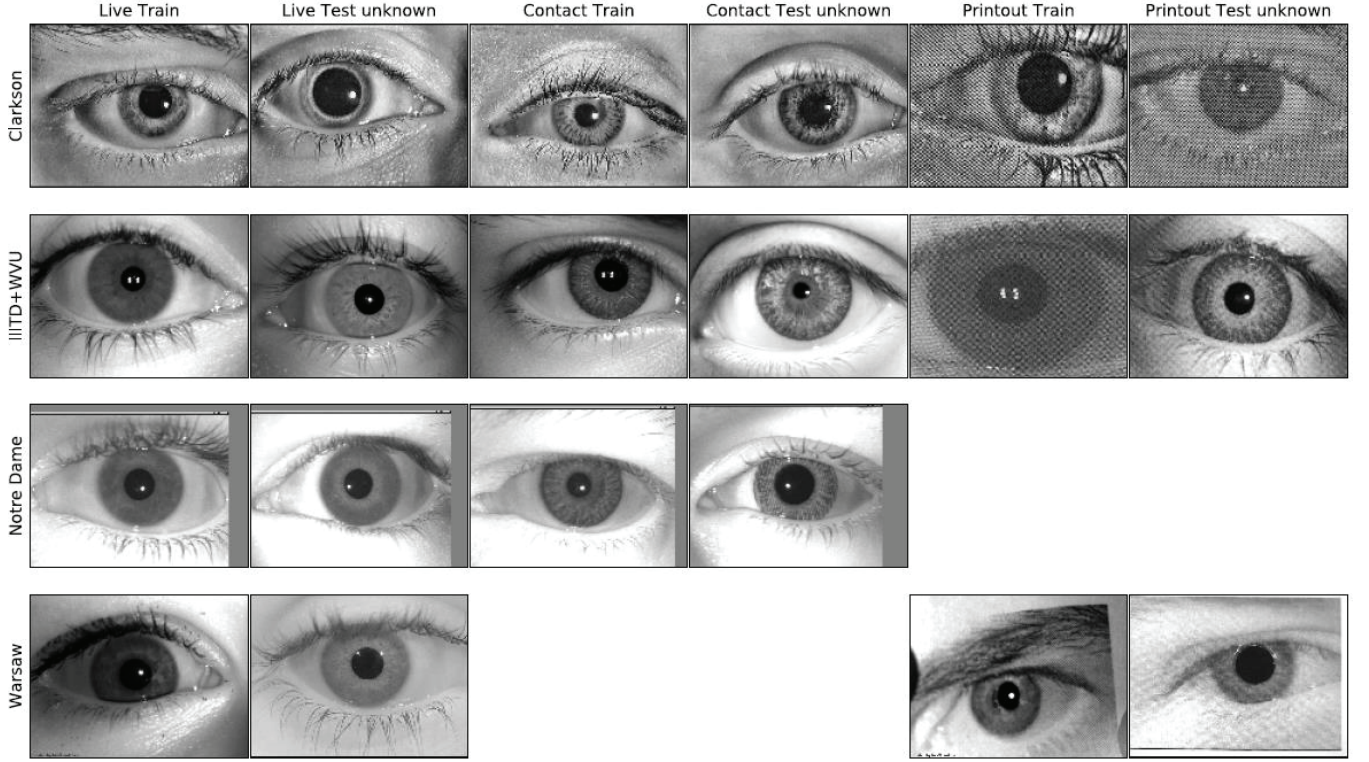 Live Train
Live Test unknown
Contact Train
Contact Test unknown
Printout Train
Printout Test unknown
Clarkson
IIITD+WVU
Notre Dame
Warsaw